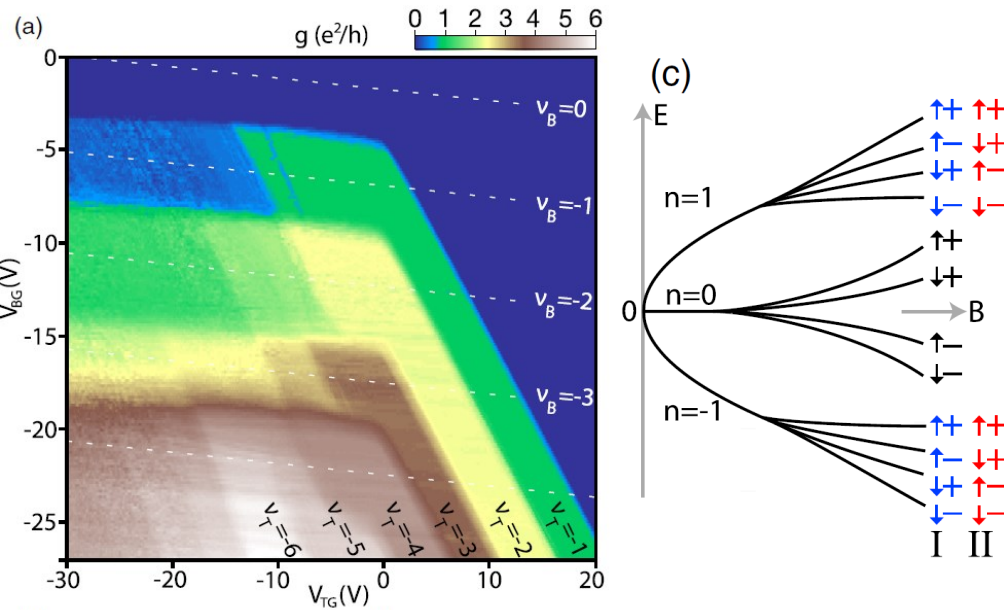 (a)
g (e²/h)
0 1 2 3 4 5 6
0
-5
-10
-15
-20
-25
V_BG(V)
ν_B=0
ν_B=-1
ν_B=-2
ν_B=-3
ν_T=-6
ν_T=-5
ν_T=-4
ν_T=-3
ν_T=-2
ν_T=-1
-30 -20 -10 0 10 20
V_TG(V)
(c)
E
n=1
↑+ ↑+
↑− ↓+
↓+ ↑−
↓− ↓−
↑+
↓+
0
n=0
B
↑−
↓−
n=-1
↑+ ↑+
↑− ↓+
↓+ ↑−
↓− ↓−
I II